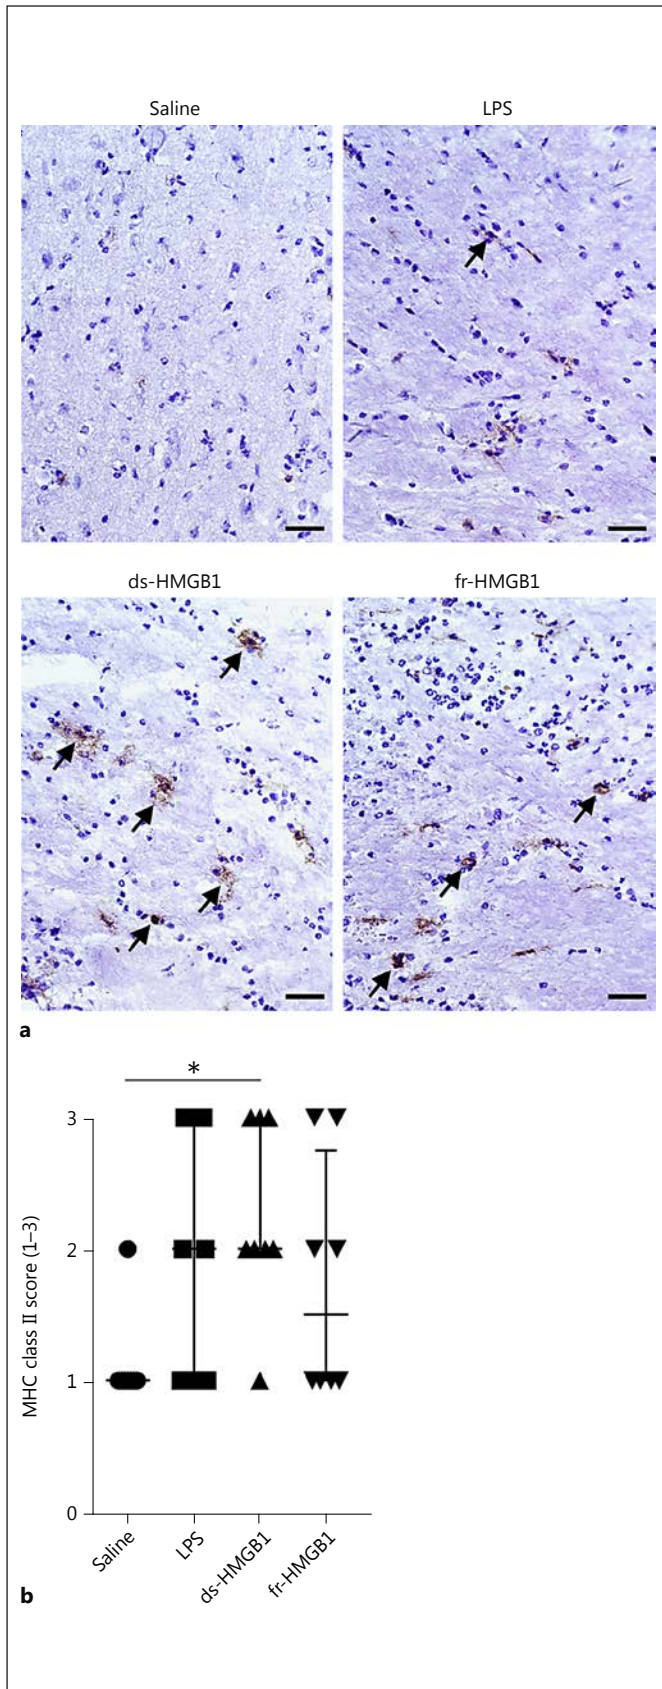 Saline LPS
ds-HMGB1 fr-HMGB1
a
*
3
2
1
0
MHC class II score (1–3)
Saline
LPS
ds-HMGB1
fr-HMGB1
b